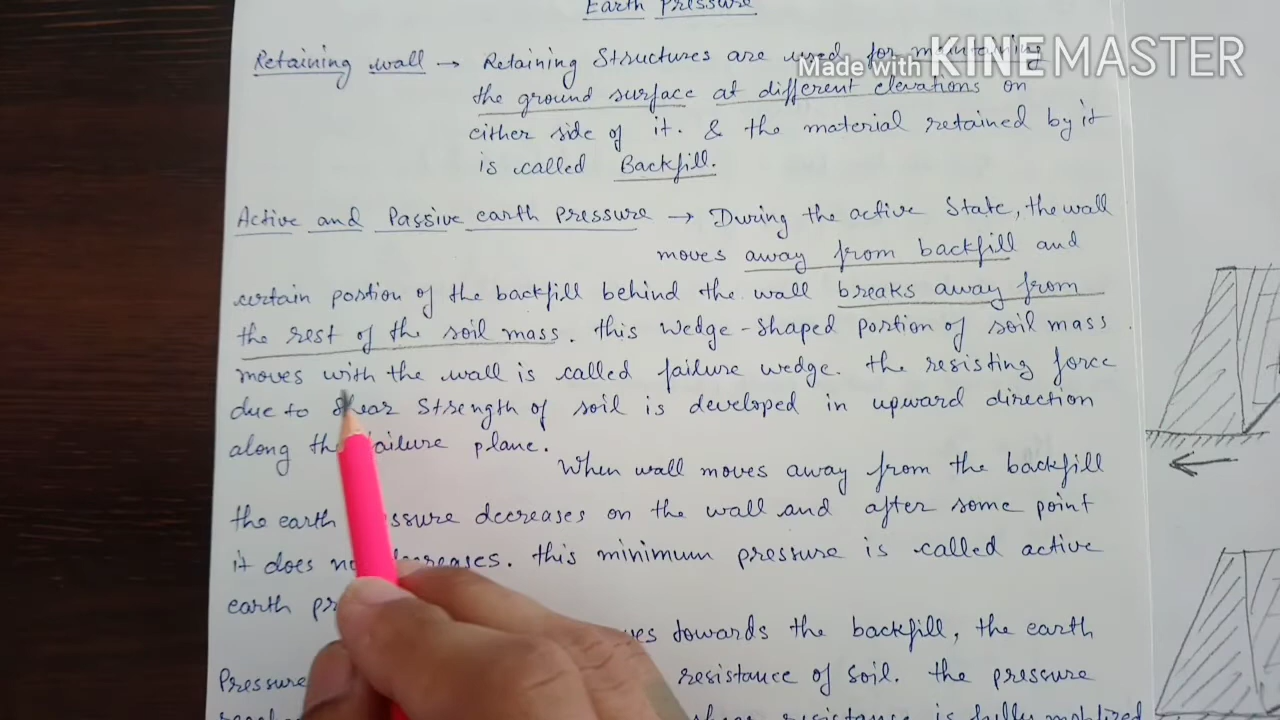 Earth Pressure
Made with KINEMASTER
Retaining wall → Retaining Structures are used for maintaining
the ground surface at different elevations on
either side of it. & the material retained by it
is called Backfill.
Active and Passive earth pressure → During the active State, the wall
moves away from backfill and
certain portion of the backfill behind the wall breaks away from
the rest of the soil mass. this wedge-shaped portion of soil mass
moves with the wall is called failure wedge. the resisting force
due to shear strength of soil is developed in upward direction
along the failure plane.
When wall moves away from the backfill
the earth pressure decreases on the wall and after some point
it does not decreases. this minimum pressure is called active
earth
towards the backfill, the earth
Pressure resistance of soil. the pressure
resistance is fully mobilized